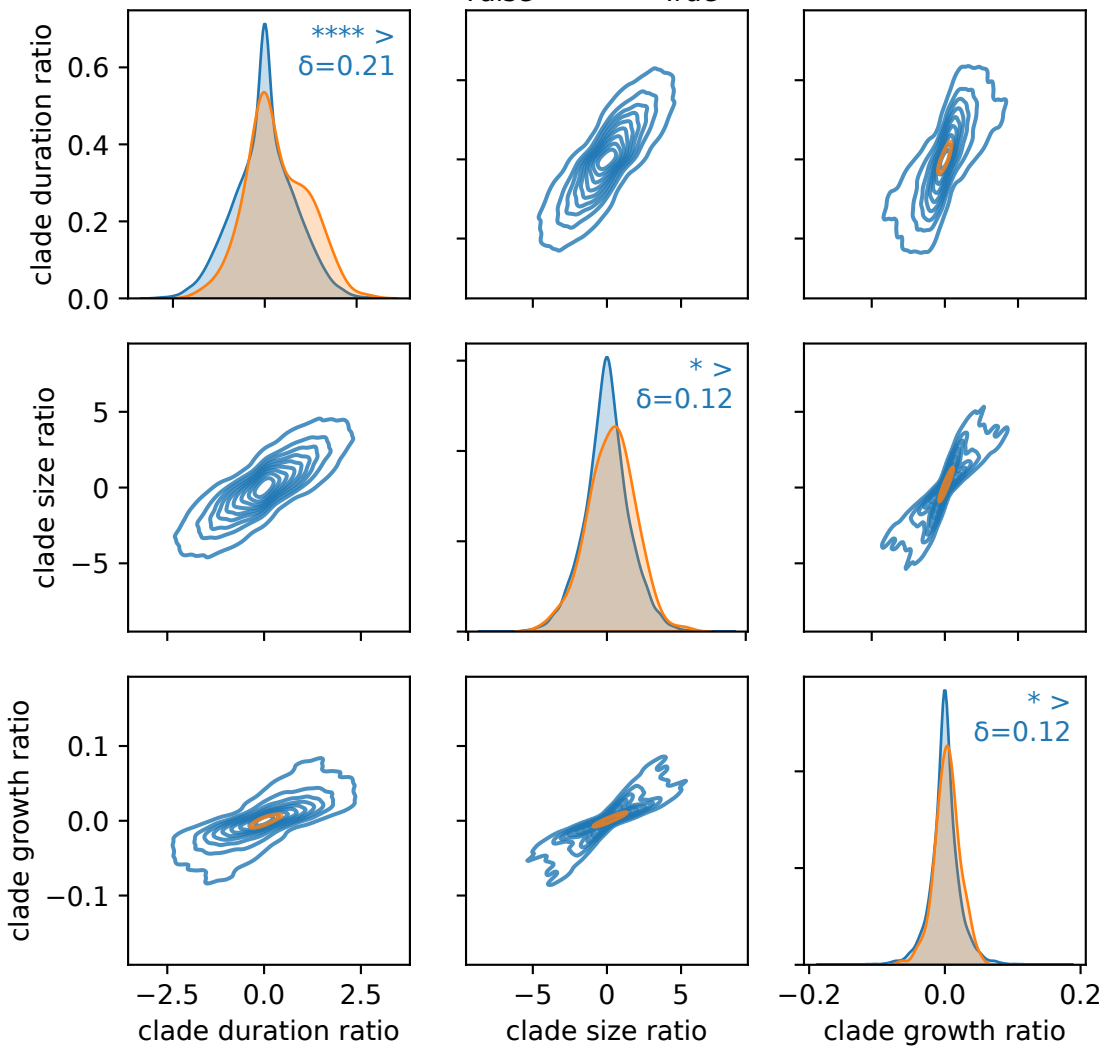 clade duration ratio
0.6
0.4
0.2
0.0
**** >
δ=0.21
clade size ratio
5
0
−5
* >
δ=0.12
clade growth ratio
0.1
0.0
−0.1
* >
δ=0.12
−2.5 0.0 2.5
−5 0 5
−0.2 0.0 0.2
clade duration ratio
clade size ratio
clade growth ratio